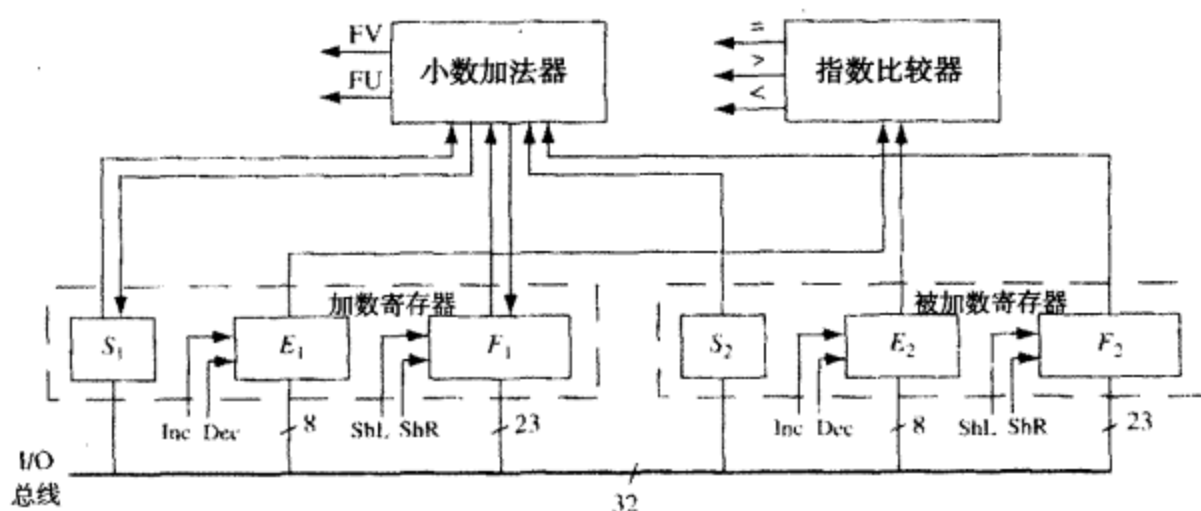 FV
FU
小数加法器
=
>
<
指数比较器
加数寄存器
被加数寄存器
S1
E1
F1
S2
E2
F2
Inc Dec
8
ShL ShR
23
Inc Dec
8
ShL ShR
23
I/O
总线
32